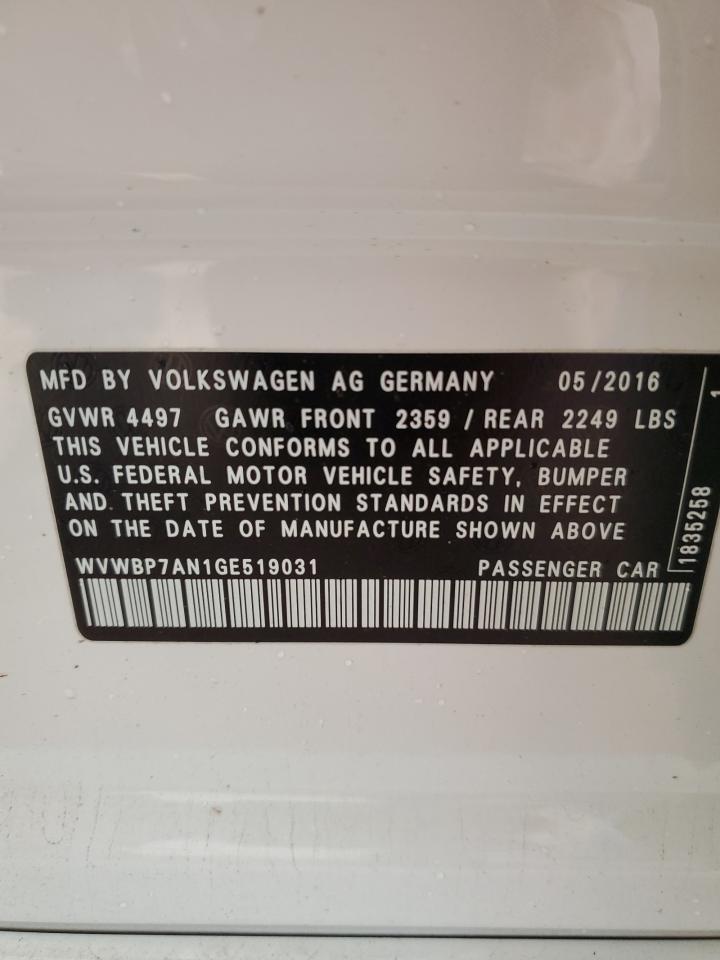 MFD BY VOLKSWAGEN AG GERMANY 05/2016
GVWR 4497 GAWR FRONT 2359 / REAR 2249 LBS
THIS VEHICLE CONFORMS TO ALL APPLICABLE
U.S. FEDERAL MOTOR VEHICLE SAFETY, BUMPER
AND THEFT PREVENTION STANDARDS IN EFFECT
ON THE DATE OF MANUFACTURE SHOWN ABOVE
WVWBP7AN1GE519031 PASSENGER CAR
1835258